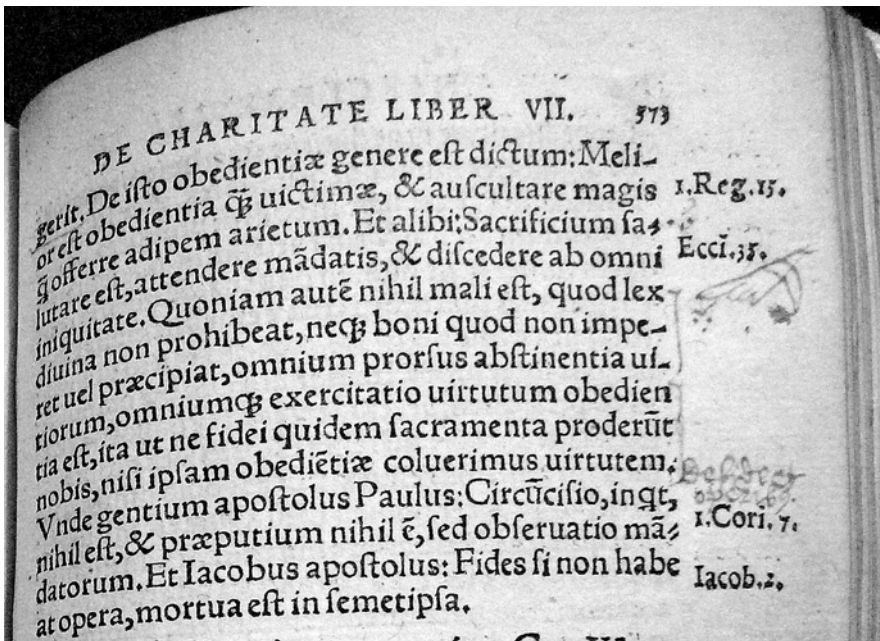 DE CHARITATE LIBER VII. 573
gerit. De iſto obedientiæ genere eſt dictum: Meli-
or eſt obedientia q̃ꝫ uictimæ, & auſcultare magis 1. Reg. 15.
q̃ offerre adipem arietum. Et alibi: Sacrificium ſa-
lutare eſt, attendere mãdatis, & diſcedere ab omni Eccī. 35.
iniquitate. Quoniam autẽ nihil mali eſt, quod lex
diuina non prohibeat, neqꝫ boni quod non impe-
ret uel præcipiat, omnium prorſus abſtinentia ui-
tiorum, omniumqꝫ exercitatio uirtutum obedien
tia eſt, ita ut ne fidei quidem ſacramenta proderũt
nobis, niſi ipſam obediẽtiæ coluerimus uirtutem.
Vnde gentium apoſtolus Paulus: Circũciſio, inqt,
nihil eſt, & præputium nihil ẽ, ſed obſeruatio mã- 1. Cori. 7.
datorum. Et Iacobus apoſtolus: Fides ſi non habe Iacob. 2.
at opera, mortua eſt in ſemetipſa.